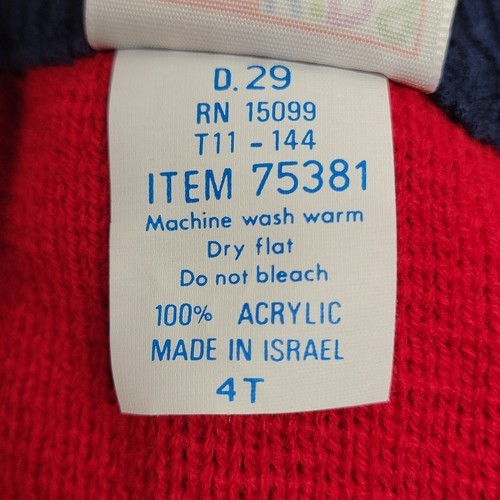 D.29
RN 15099
T11 - 144
ITEM 75381
Machine wash warm
Dry flat
Do not bleach
100% ACRYLIC
MADE IN ISRAEL
4T